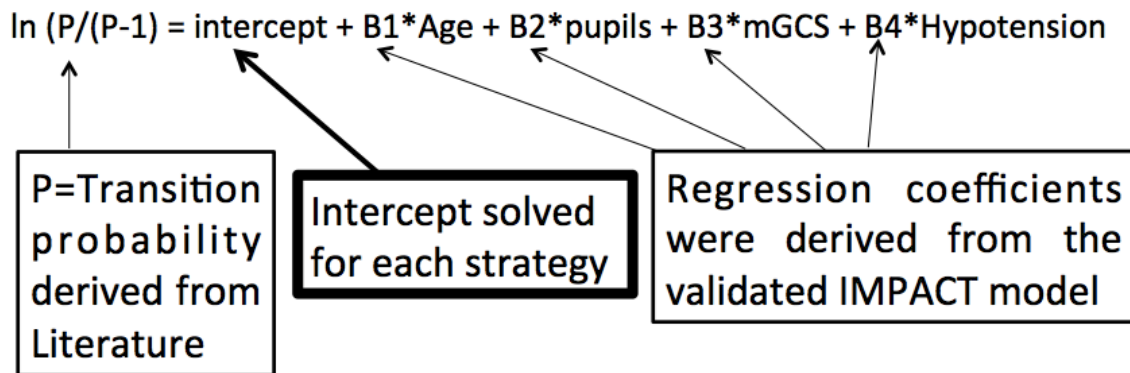 ln (P/(P-1) = intercept + B1*Age + B2*pupils + B3*mGCS + B4*Hypotension
P=Transition
probability
derived from
Literature
Intercept solved
for each strategy
Regression coefficients
were derived from the
validated IMPACT model